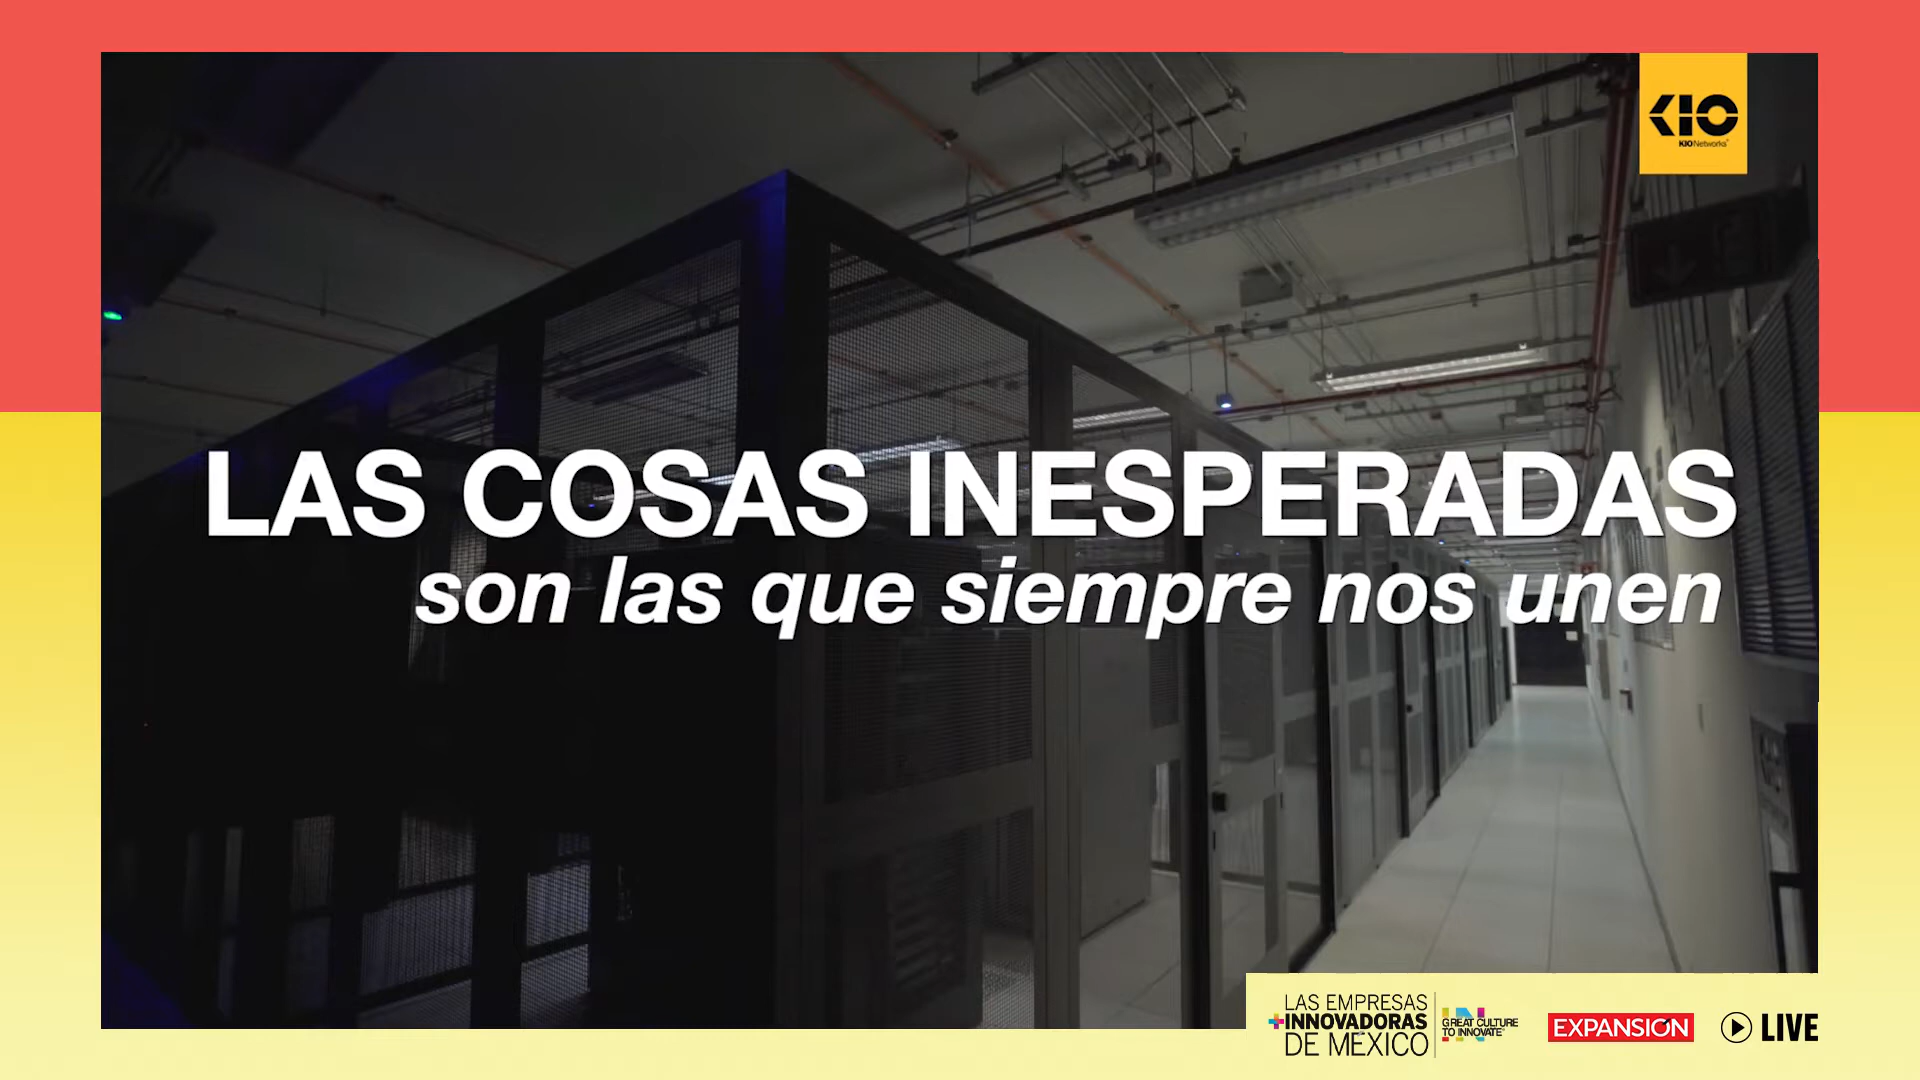 KIO
KIO Networks
LAS COSAS INESPERADAS
son las que siempre nos unen
LAS EMPRESAS
+INNOVADORAS
DE MÉXICO
IN
GREAT CULTURE
TO INNOVATE
EXPANSIÓN
LIVE